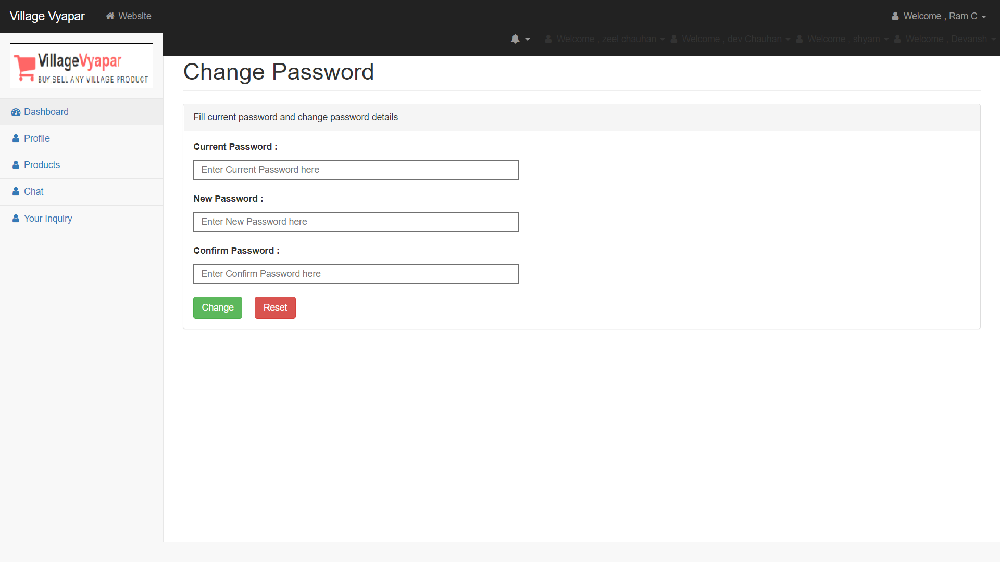 Village Vyapar Website Welcome , Ram C
Welcome , zeel chauhan Welcome , dev Chauhan Welcome , shyam Welcome , Devansh
VillageVyapar
BUY, SELL ANY VILLAGE PRODUCT
Dashboard
Profile
Products
Chat
Your Inquiry
Change Password
Fill current password and change password details
Current Password :
Enter Current Password here
New Password :
Enter New Password here
Confirm Password :
Enter Confirm Password here
Change Reset